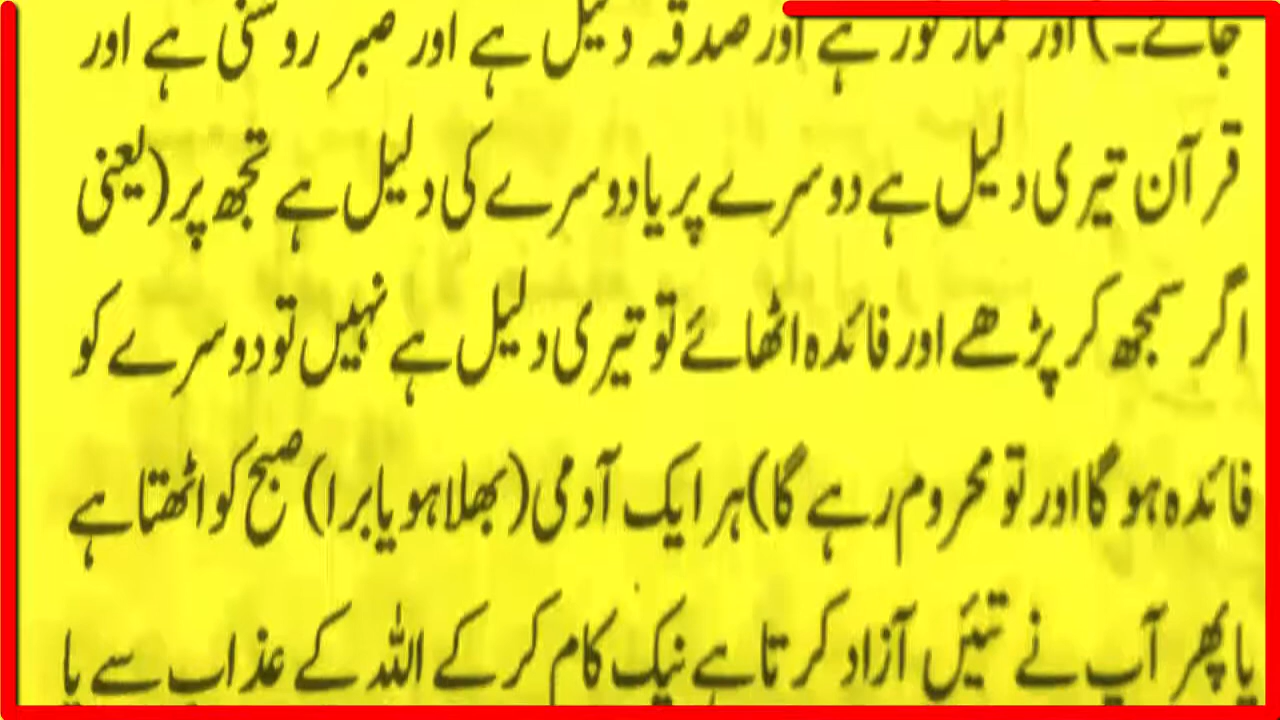 جائے۔) اور نماز نور ہے اور صدقہ دلیل ہے اور صبر روشنی ہے اور
قرآن تیری دلیل ہے دوسرے پر یا دوسرے کی دلیل ہے تجھ پر (یعنی
اگر سمجھ کر پڑھے اور فائدہ اٹھائے تو تیری دلیل ہے نہیں تو دوسرے کو
فائدہ ہو گا اور تو محروم رہے گا) ہر ایک آدمی (بھلا ہو یا برا) صبح کو اٹھتا ہے
یا پھر آپ نے تئیں آزاد کرتا ہے نیک کام کر کے اللہ کے عذاب سے یا